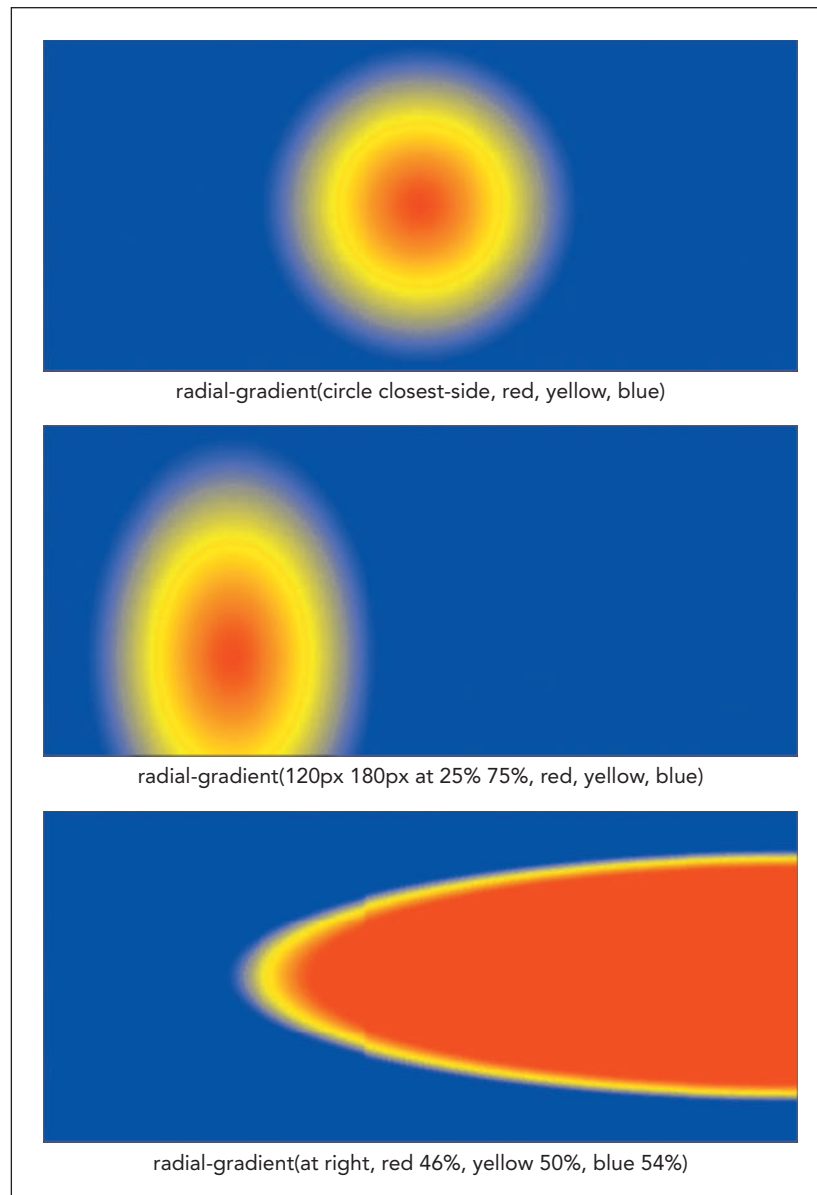 radial-gradient(circle closest-side, red, yellow, blue)
radial-gradient(120px 180px at 25% 75%, red, yellow, blue)
radial-gradient(at right, red 46%, yellow 50%, blue 54%)